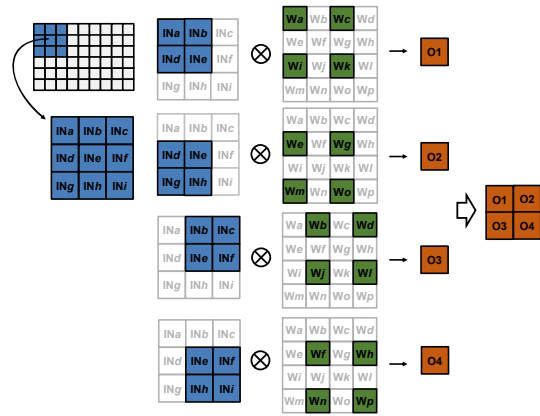 INa INb INc Wa Wb Wc Wd
INd INe INf We Wf Wg Wh O1
INg INh INi Wi Wj Wk Wl
Wm Wn Wo Wp
INa INb INc Wa Wb Wc Wd
INd INe INf We Wf Wg Wh O2
INg INh INi Wi Wj Wk Wl
Wm Wn Wo Wp
INa INb INc
INd INe INf
INg INh INi
O1 O2
O3 O4
INa INb INc Wa Wb Wc Wd
INd INe INf We Wf Wg Wh O3
INg INh INi Wi Wj Wk Wl
Wm Wn Wo Wp
INa INb INc Wa Wb Wc Wd
INd INe INf We Wf Wg Wh O4
INg INh INi Wi Wj Wk Wl
Wm Wn Wo Wp